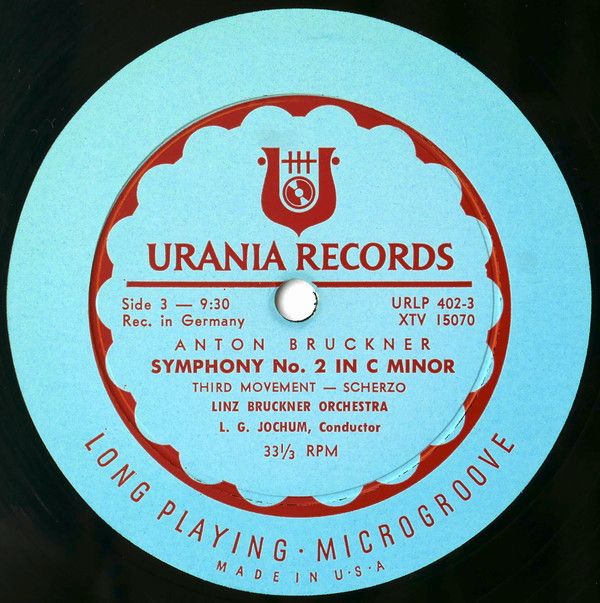 URANIA RECORDS
Side 3 — 9:30
Rec. in Germany
URLP 402-3
XTV 15070
ANTON BRUCKNER
SYMPHONY No. 2 IN C MINOR
THIRD MOVEMENT — SCHERZO
LINZ BRUCKNER ORCHESTRA
L. G. JOCHUM, Conductor
33⅓ RPM
LONG PLAYING · MICROGROOVE
MADE IN U·S·A